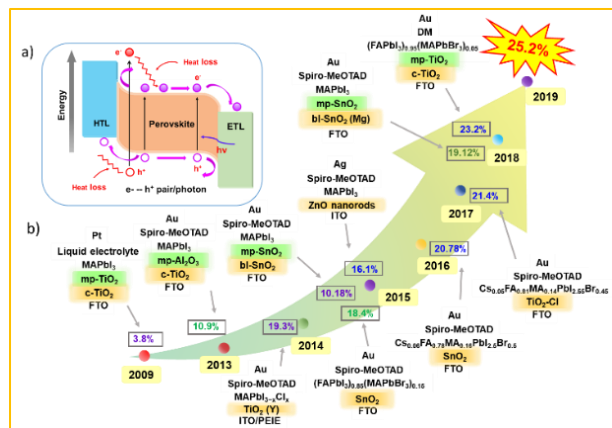 a)
Energy
HTL
ETL
Perovskite
e-
Heat loss
e-
hν
Heat loss
h+
e- -- h+ pair/photon
b)
Pt
Liquid electrolyte
MAPbI3
mp-TiO2
c-TiO2
FTO
3.8%
2009
Au
Spiro-MeOTAD
MAPbI3
mp-Al2O3
c-TiO2
FTO
10.9%
2013
Au
Spiro-MeOTAD
MAPbI3
mp-SnO2
bl-SnO2
FTO
10.18%
19.3%
2014
Au
Spiro-MeOTAD
MAPbI3-xClx
TiO2 (Y)
ITO/PEIE
Ag
Spiro-MeOTAD
MAPbI3
ZnO nanorods
ITO
16.1%
2015
18.4%
Au
Spiro-MeOTAD
(FAPbI3)0.85(MAPbBr3)0.15
SnO2
FTO
2016
20.78%
Au
Spiro-MeOTAD
Cs0.06FA0.78MA0.16PbI2.5Br0.5
SnO2
FTO
2017
21.4%
Au
Spiro-MeOTAD
Cs0.05FA0.81MA0.14PbI2.55Br0.45
TiO2-Cl
FTO
Au
Spiro-MeOTAD
MAPbI3
mp-SnO2
bl-SnO2 (Mg)
FTO
19.12%
Au
DM
(FAPbI3)0.95(MAPbBr3)0.05
mp-TiO2
c-TiO2
FTO
23.2%
2018
25.2%
2019